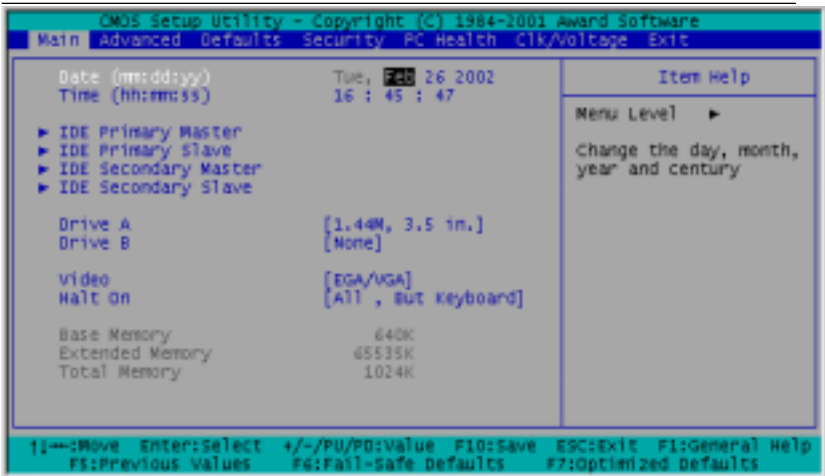 CMOS Setup Utility - Copyright (C) 1984-2001 Award Software
Main Advanced Defaults Security PC Health Clk/Voltage Exit
Date (mm:dd:yy) Tue, Feb 26 2002
Time (hh:mm:ss) 16 : 45 : 47
► IDE Primary Master
► IDE Primary Slave
► IDE Secondary Master
► IDE Secondary Slave
Drive A [1.44M, 3.5 in.]
Drive B [None]
Video [EGA/VGA]
Halt On [All , But Keyboard]
Base Memory 640K
Extended Memory 65535K
Total Memory 1024K
Item Help
Menu Level ►
Change the day, month,
year and century
↑↓→←:Move Enter:Select +/-/PU/PD:Value F10:Save ESC:Exit F1:General Help
F5:Previous Values F6:Fail-Safe Defaults F7:Optimized Defaults